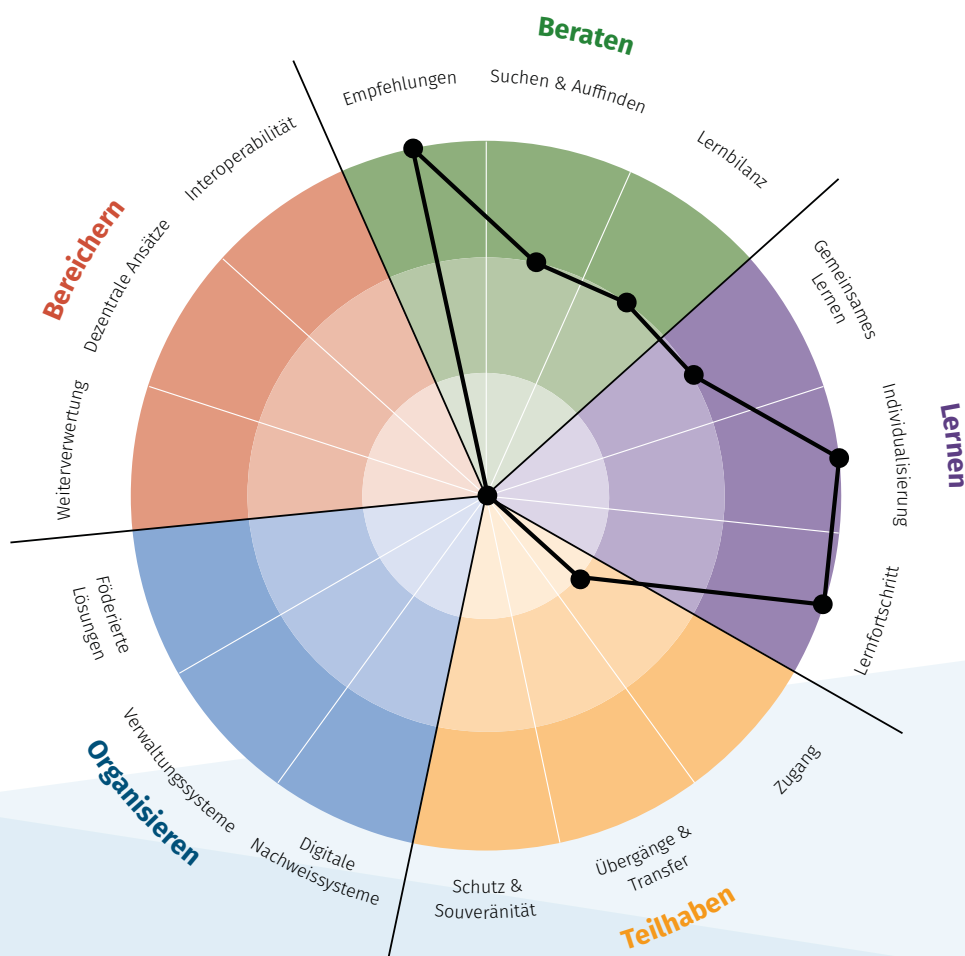 Beraten
Empfehlungen
Suchen & Auffinden
Lernbilanz
Lernen
Gemeinsames
Lernen
Individualisierung
Lernfortschritt
Teilhaben
Zugang
Übergänge &
Transfer
Schutz &
Souveränität
Organisieren
Digitale
Nachweissysteme
Verwaltungssysteme
Föderierte
Lösungen
Bereichern
Weiterverwertung
Dezentrale Ansätze
Interoperabilität